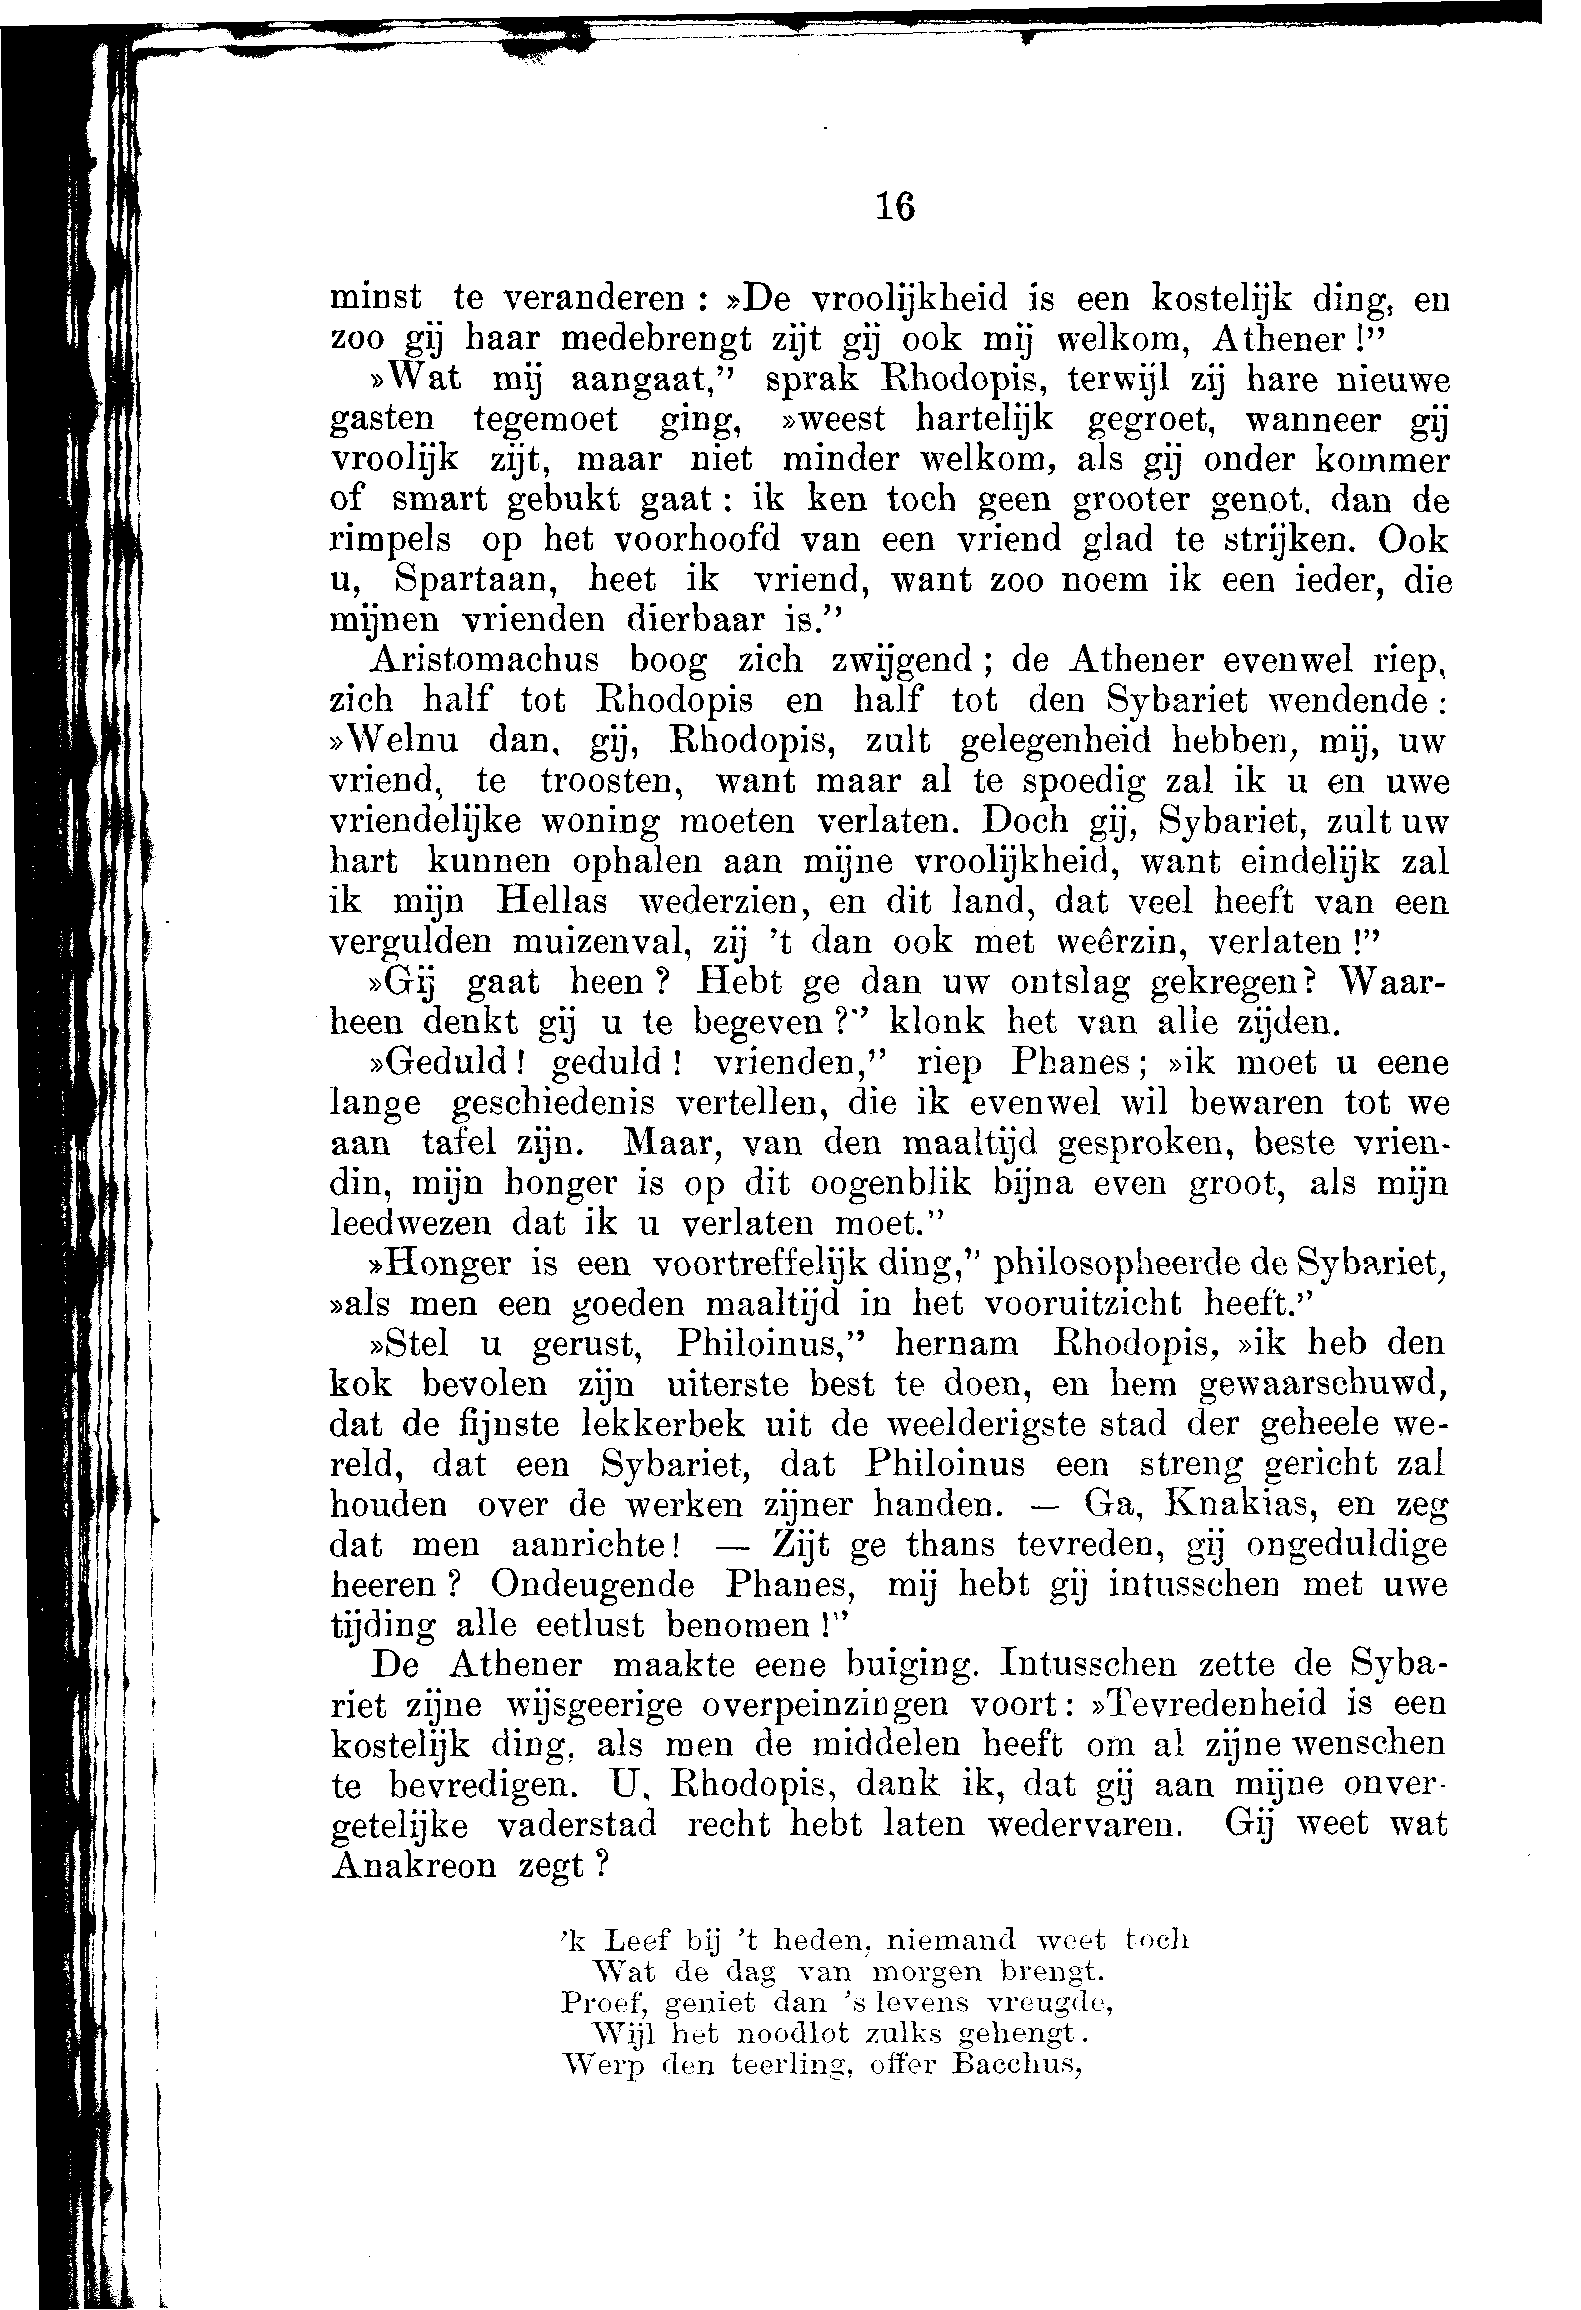 16
minst te veranderen : »De vroolijkheid is een kostelijk ding, en
zoo gij haar medebrengt zijt gij ook mij welkom, Athener !”
»Wat mij aangaat,” sprak Rhodopis, terwijl zij hare nieuwe
gasten tegemoet ging, »weest hartelijk gegroet, wanneer gij
vroolijk zijt, maar niet minder welkom, als gij onder kommer
of smart gebukt gaat : ik ken toch geen grooter genot. dan de
rimpels op het voorhoofd van een vriend glad te strijken. Ook
u, Spartaan, heet ik vriend, want zoo noem ik een ieder, die
mijnen vrienden dierbaar is.”
Aristomachus boog zich zwijgend ; de Athener evenwel riep,
zich half tot Rhodopis en half tot den Sybariet wendende :
»Welnu dan, gij, Rhodopis, zult gelegenheid hebben, mij, uw
vriend, te troosten, want maar al te spoedig zal ik u en uwe
vriendelijke woning moeten verlaten. Doch gij, Sybariet, zult uw
hart kunnen ophalen aan mijne vroolijkheid, want eindelijk zal
ik mijn Hellas wederzien, en dit land, dat veel heeft van een
vergulden muizenval, zij 't dan ook met weêrzin, verlaten !”
»Gij gaat heen ? Hebt ge dan uw ontslag gekregen? Waar-
heen denkt gij u te begeven ?” klonk het van alle zijden.
»Geduld ! geduld ! vrienden,” riep Phanes ; »ik moet u eene
lange geschiedenis vertellen, die ik evenwel wil bewaren tot we
aan tafel zijn. Maar, van den maaltijd gesproken, beste vrien-
din, mijn honger is op dit oogenblik bijna even groot, als mijn
leedwezen dat ik u verlaten moet.”
»Honger is een voortreffelijk ding,” philosopheerde de Sybariet,
»als men een goeden maaltijd in het vooruitzicht heeft.”
»Stel u gerust, Philoinus,” hernam Rhodopis, »ik heb den
kok bevolen zijn uiterste best te doen, en hem gewaarschuwd,
dat de fijnste lekkerbek uit de weelderigste stad der geheele we-
reld, dat een Sybariet, dat Philoinus een streng gericht zal
houden over de werken zijner handen. — Ga, Knakias, en zeg
dat men aanrichte! — Zijt ge thans tevreden, gij ongeduldige
heeren ? Ondeugende Phanes, mij hebt gij intusschen met uwe
tijding alle eetlust benomen !”
De Athener maakte eene buiging. Intusschen zette de Syba-
riet zijne wijsgeerige overpeinzingen voort : »Tevredenheid is een
kostelijk ding, als men de middelen heeft om al zijne wenschen
te bevredigen. U, Rhodopis, dank ik, dat gij aan mijne onver-
getelijke vaderstad recht hebt laten wedervaren. Gij weet wat
Anakreon zegt ?
'k Leef bij 't heden, niemand weet toch
Wat de dag van morgen brengt.
Proef, geniet dan 's levens vreugde,
Wijl het noodlot zulks gehengt.
Werp den teerling, offer Bacchus,